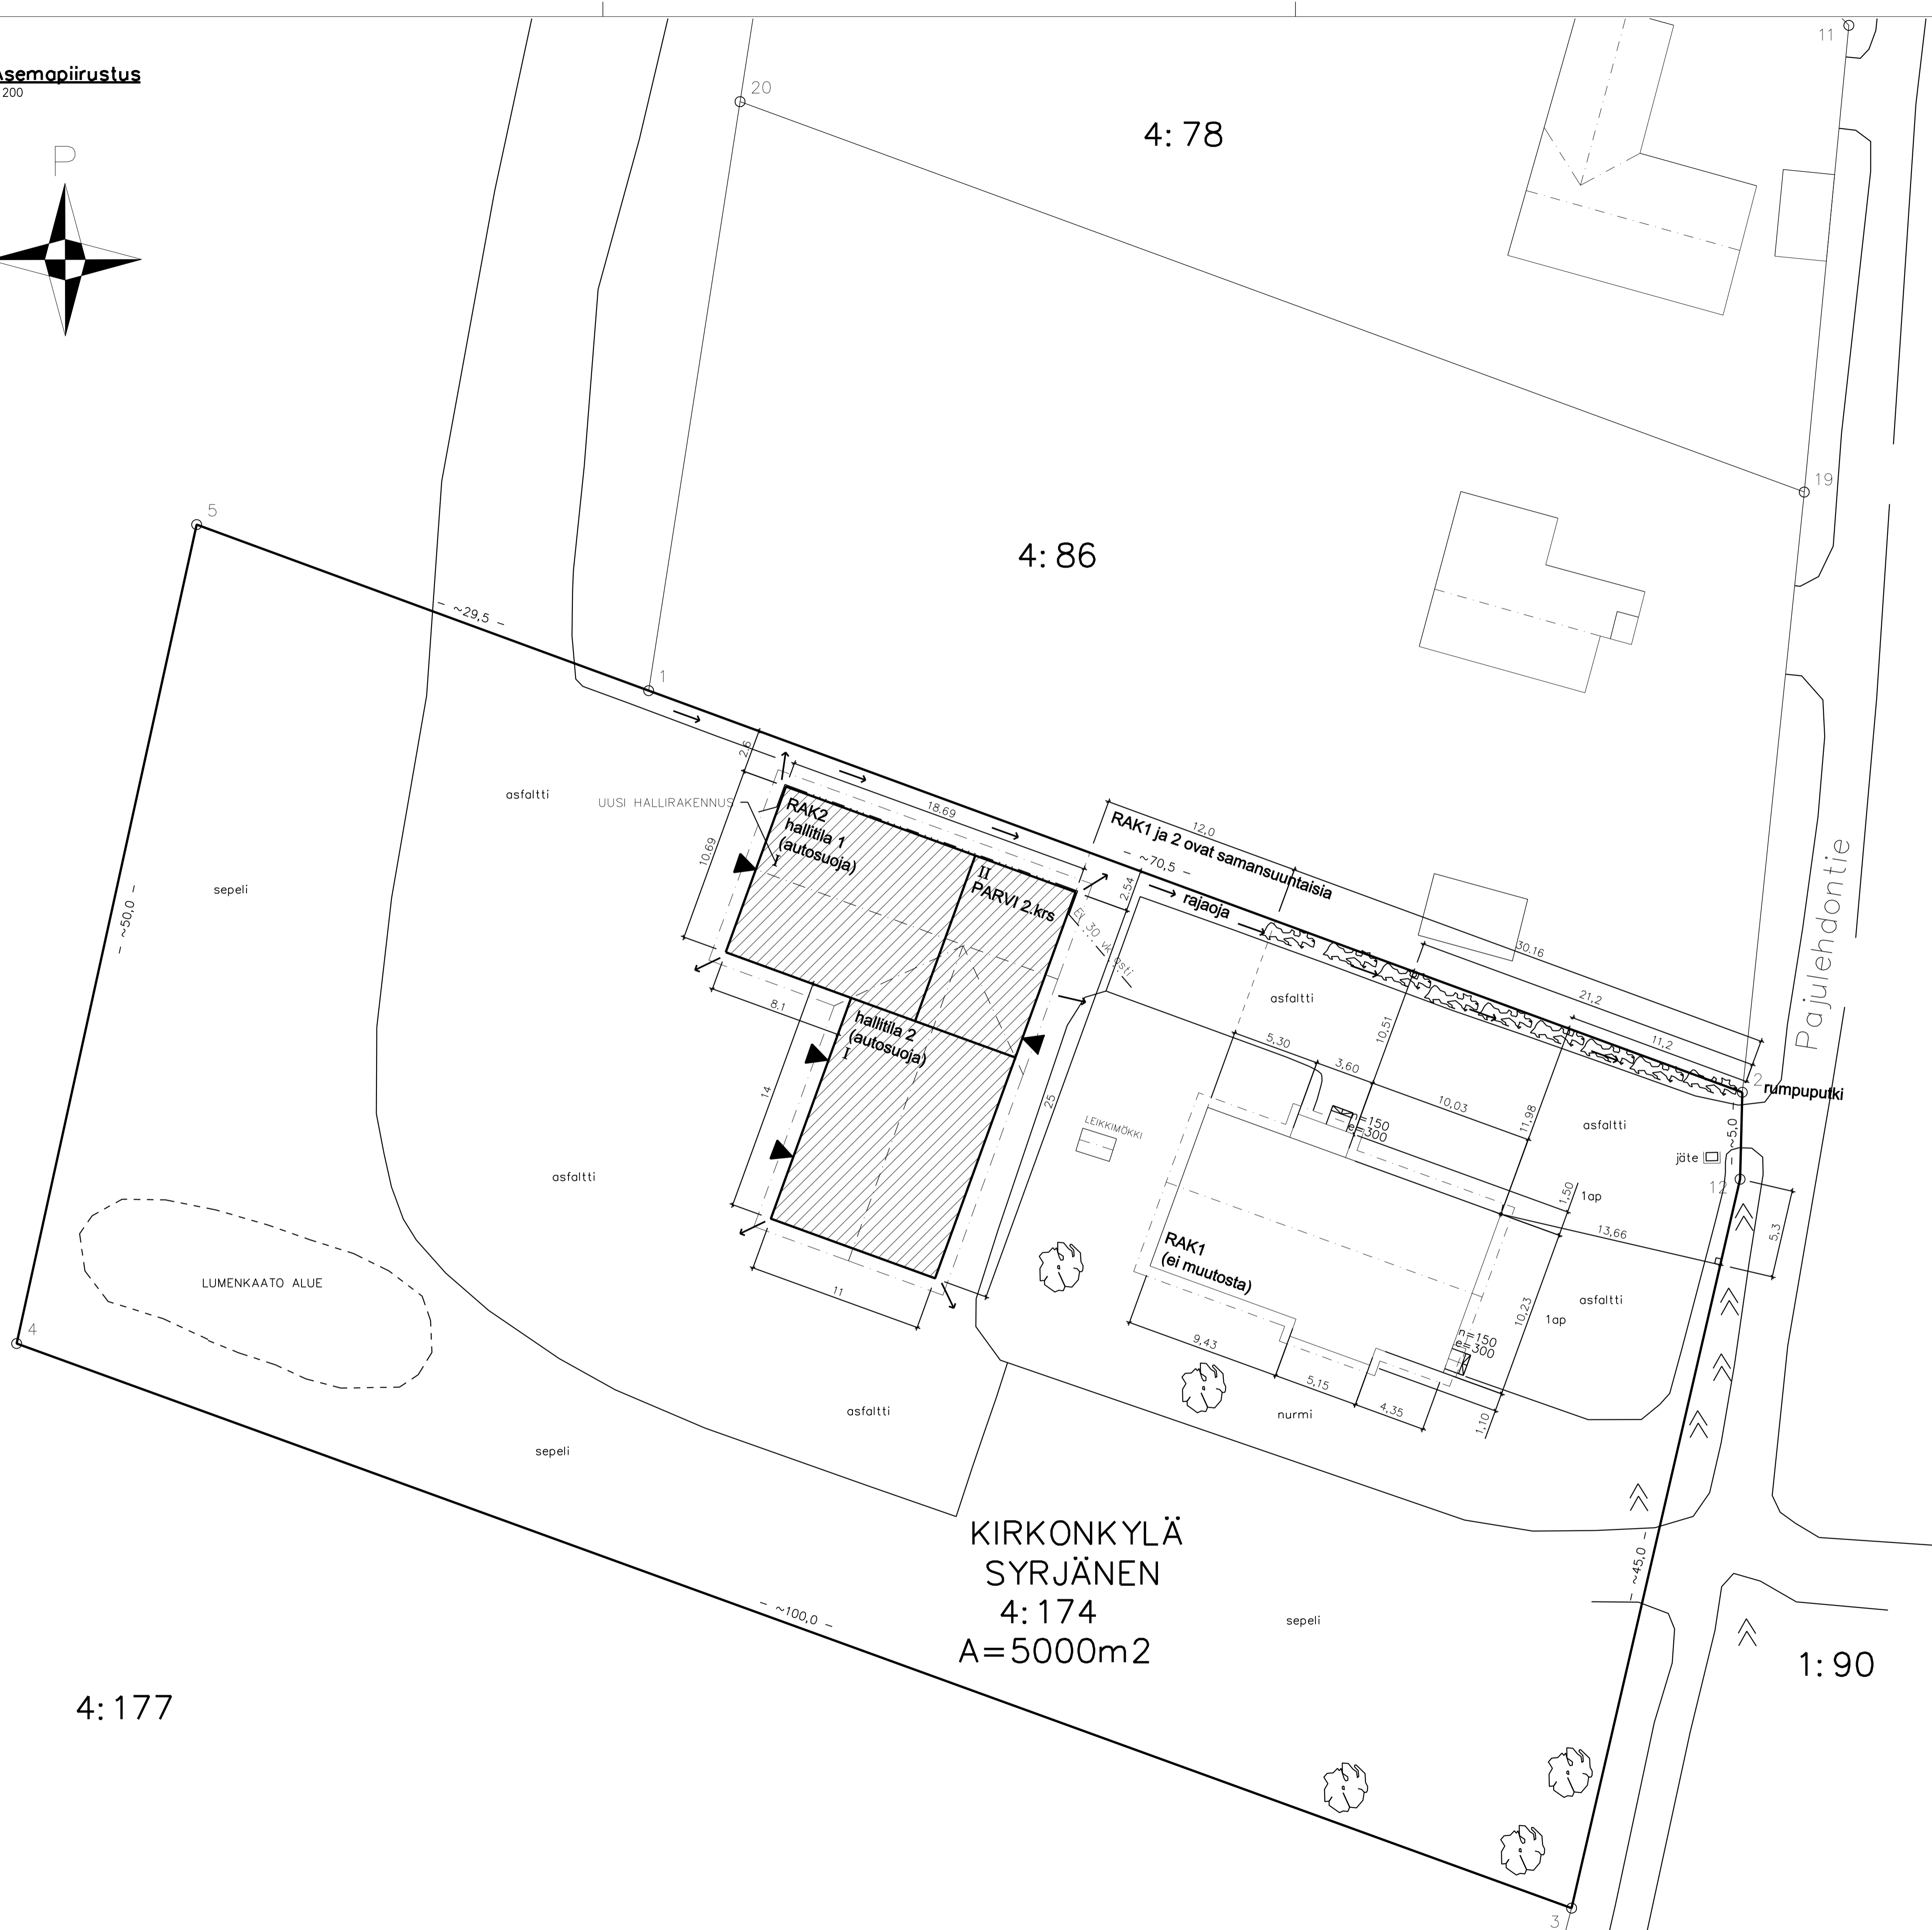 Asemapiirustus
200
P
20
11
4: 78
19
5
4: 86
- ~29,5 -
1
2,6
asfaltti
UUSI HALLIRAKENNUS
18.69
RAK2
hallitila 1
(autosuoja)
I
10,69
12,0
RAK1 ja 2 ovat samansuuntaisia
- ~70,5 -
2,54
II
PARVI 2.krs
rajaoja
30.16
Pajulehdontie
sepeli
- ~50,0 -
21,2
asfaltti
8.1
hallitila 2
(autosuoja)
I
5,30
10,51
11,2
3,60
2
rumpuputki
14
25
LEIKKIMÖKKI
10,03
n=150
e=300
11,98
asfaltti
- ~5,0 -
jäte
asfaltti
12
1,50
1ap
13,66
5,3
RAK1
(ei muutosta)
LUMENKAATO ALUE
11
asfaltti
1ap
10,23
n=150
e=300
4
9,43
5,15
4,35
1,10
asfaltti
nurmi
sepeli
KIRKONKYLÄ
SYRJÄNEN
4: 174
A=5000m2
- ~45,0 -
- ~100,0 -
sepeli
1: 90
4: 177
3